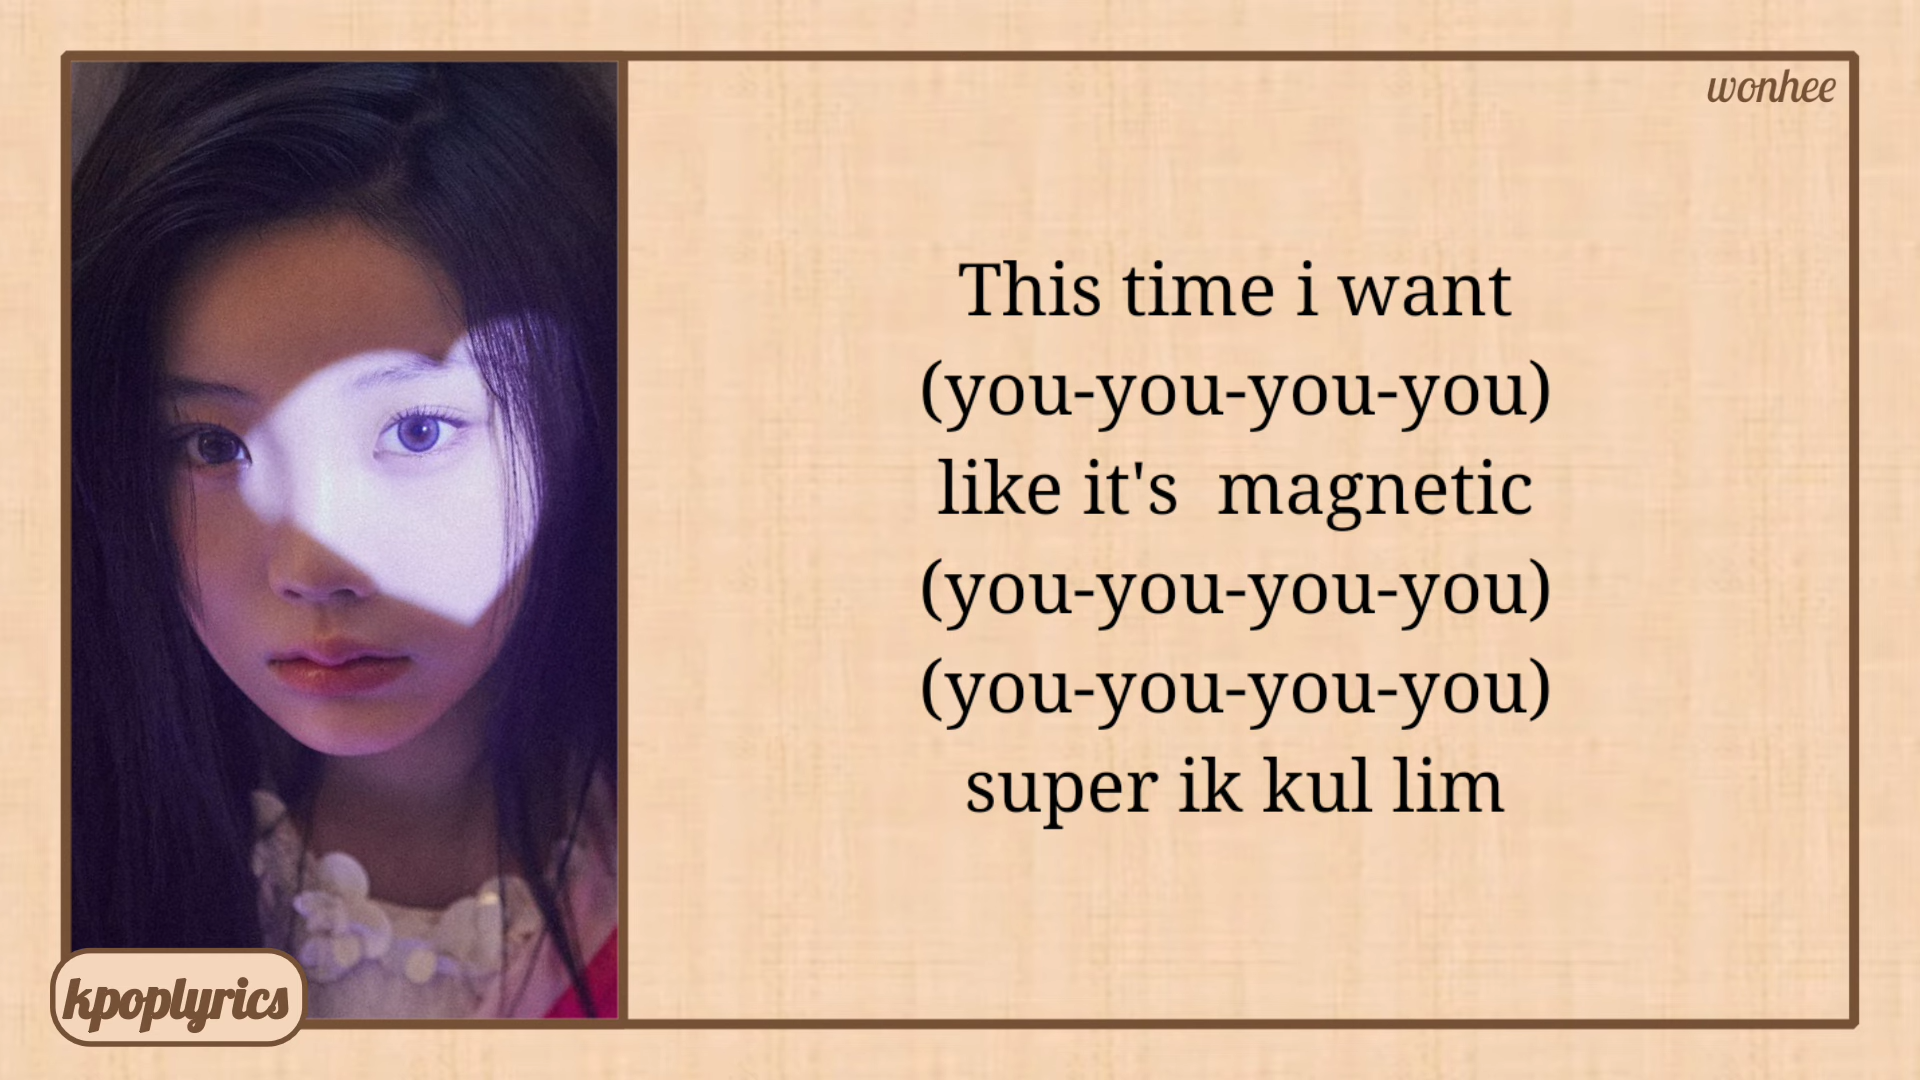 wonhee
This time i want
(you-you-you-you)
like it's  magnetic
(you-you-you-you)
(you-you-you-you)
super ik kul lim
kpoplyrics